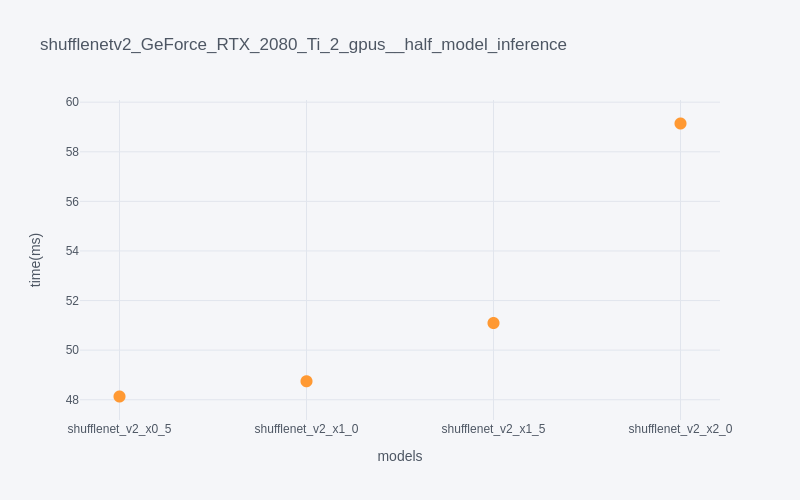 shufflenetv2_GeForce_RTX_2080_Ti_2_gpus__half_model_inference
60
58
56
54
52
50
48
time(ms)
shufflenet_v2_x0_5
shufflenet_v2_x1_0
shufflenet_v2_x1_5
shufflenet_v2_x2_0
models